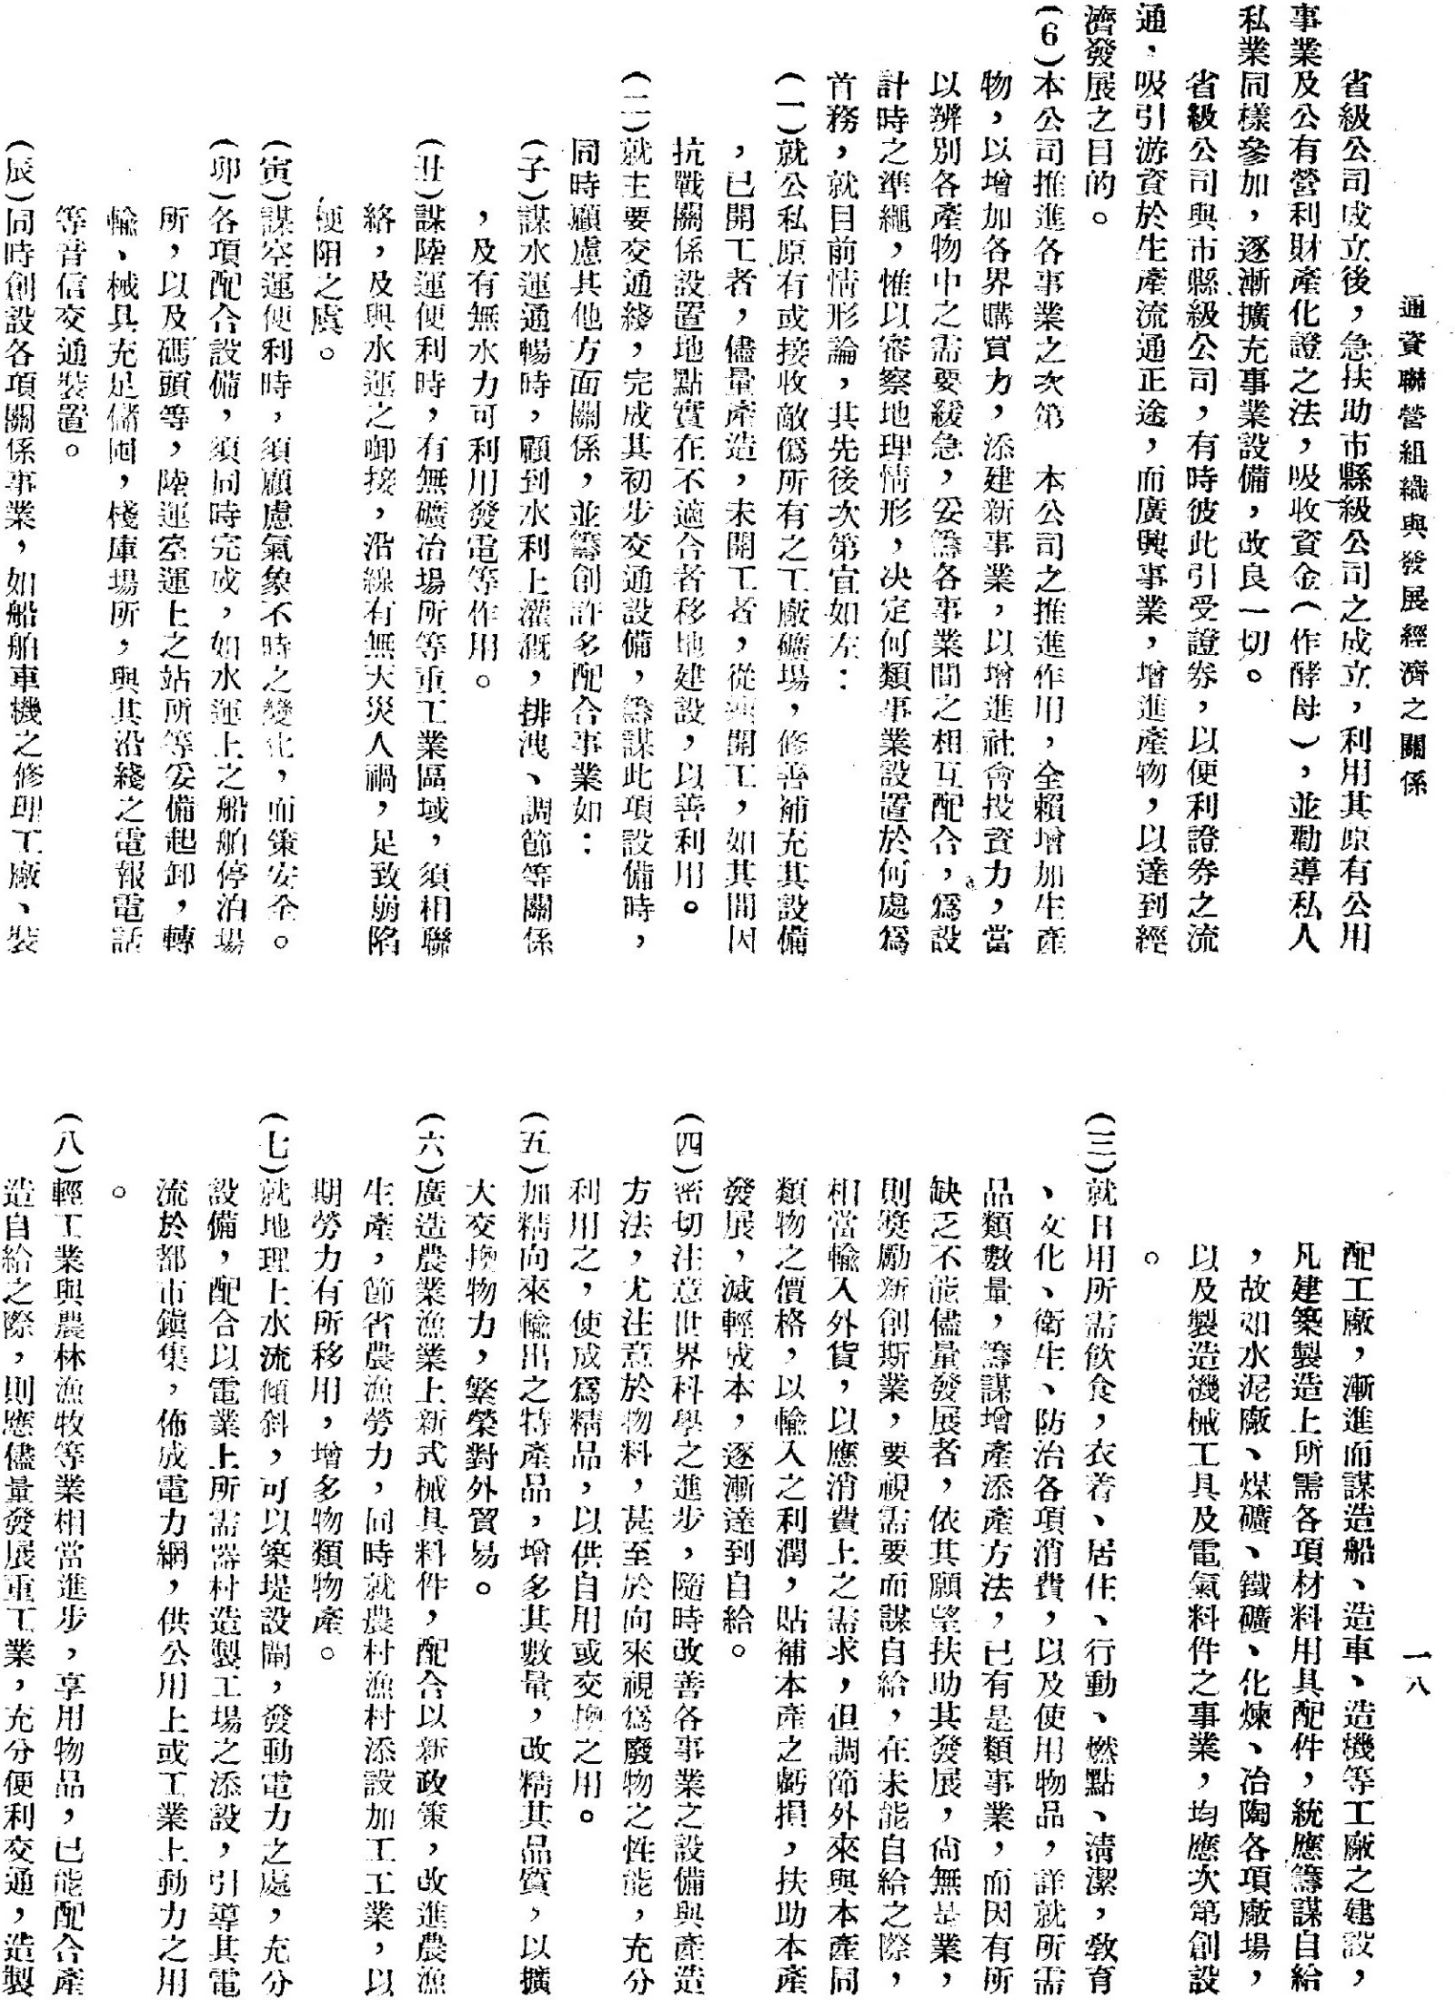 通資聯營組織與發展經濟之關係
一八
省級公司成立後，急扶助市縣級公司之成立，利用其原有公用
事業及公有營利財產化證之法，吸收資金（作酵母），並勸導私人
私業同樣參加，逐漸擴充事業設備，改良一切。
省級公司與市縣級公司，有時彼此引受證券，以便利證券之流
通，吸引游資於生產流通正途，而廣興事業，增進產物，以達到經
濟發展之目的。
（6）本公司推進各事業之次第　本公司之推進作用，全賴增加生產
物，以增加各界購買力，添建新事業，以增進社會投資力，當
以辨別各產物中之需要緩急，妥籌各事業間之相互配合，爲設
計時之準繩，惟以審察地理情形，决定何類事業設置於何處爲
首務，就目前情形論，其先後次第宜如左：
（一）就公私原有或接收敵僞所有之工廠礦場，修善補充其設備
，已開工者，儘量產造，未開工者，從速開工，如其間因
抗戰關係設置地點實在不適合者移地建設，以善利用。
（二）就主要交通綫，完成其初步交通設備，籌謀此項設備時，
同時顧慮其他方面關係，並籌創許多配合事業如：
（子）謀水運通暢時，顧到水利上灌漑，排洩、調節等關係
，及有無水力可利用發電等作用。
（丑）謀陸運便利時，有無礦冶場所等重工業區域，須相聯
絡，及與水運之啣接，沿線有無天災人禍，足致崩陷
梗阻之虞。
（寅）謀空運便利時，須顧慮氣象不時之變化，而策安全。
（卯）各項配合設備，須同時完成，如水運上之船舶停泊場
所，以及碼頭等，陸運空運上之站所等妥備起卸，轉
輸、械具充足儲囤，棧庫場所，與其沿綫之電報電話
等音信交通裝置。
（辰）同時創設各項關係事業，如船舶車機之修理工廠、裝
配工廠，漸進而謀造船、造車、造機等工廠之建設，
凡建築製造上所需各項材料用具配件，統應籌謀自給
，故如水泥廠、煤礦、鐵礦、化煉、冶陶各項廠場，
以及製造機械工具及電氣料件之事業，均應次第創設
。
（三）就日用所需飲食，衣着、居住、行動、燃點、清潔，敎育
、文化、衛生、防治各項消費，以及使用物品，詳就所需
品類數量，籌謀增產添產方法，已有是類事業，而因有所
缺乏不能儘量發展者，依其願望扶助其發展，尙無是業，
則獎勵新創斯業，要視需要而謀自給，在未能自給之際，
相當輸入外貨，以應消費上之需求，但調節外來與本產同
類物之價格，以輸入之利潤，貼補本產之虧損，扶助本產
發展，減輕成本，逐漸達到自給。
（四）密切注意世界科學之進步，隨時改善各事業之設備與產造
方法，尤注意於物料，甚至於向來視爲廢物之性能，充分
利用之，使成爲精品，以供自用或交換之用。
（五）加精向來輸出之特產品，增多其數量，改精其品質，以擴
大交換物力，繁榮對外貿易。
（六）廣造農業漁業上新式械具料件，配合以新政策，改進農漁
生產，節省農漁勞力，同時就農村漁村添設加工工業，以
期勞力有所移用，增多物類物產。
（七）就地理上水流傾斜，可以築堤設閘，發動電力之處，充分
設備，配合以電業上所需器材造製工場之添設，引導其電
流於都市鎭集，佈成電力網，供公用上或工業上動力之用
。
（八）輕工業與農林漁牧等業相當進步，享用物品，已能配合產
造自給之際，則應儘量發展重工業，充分便利交通，造製